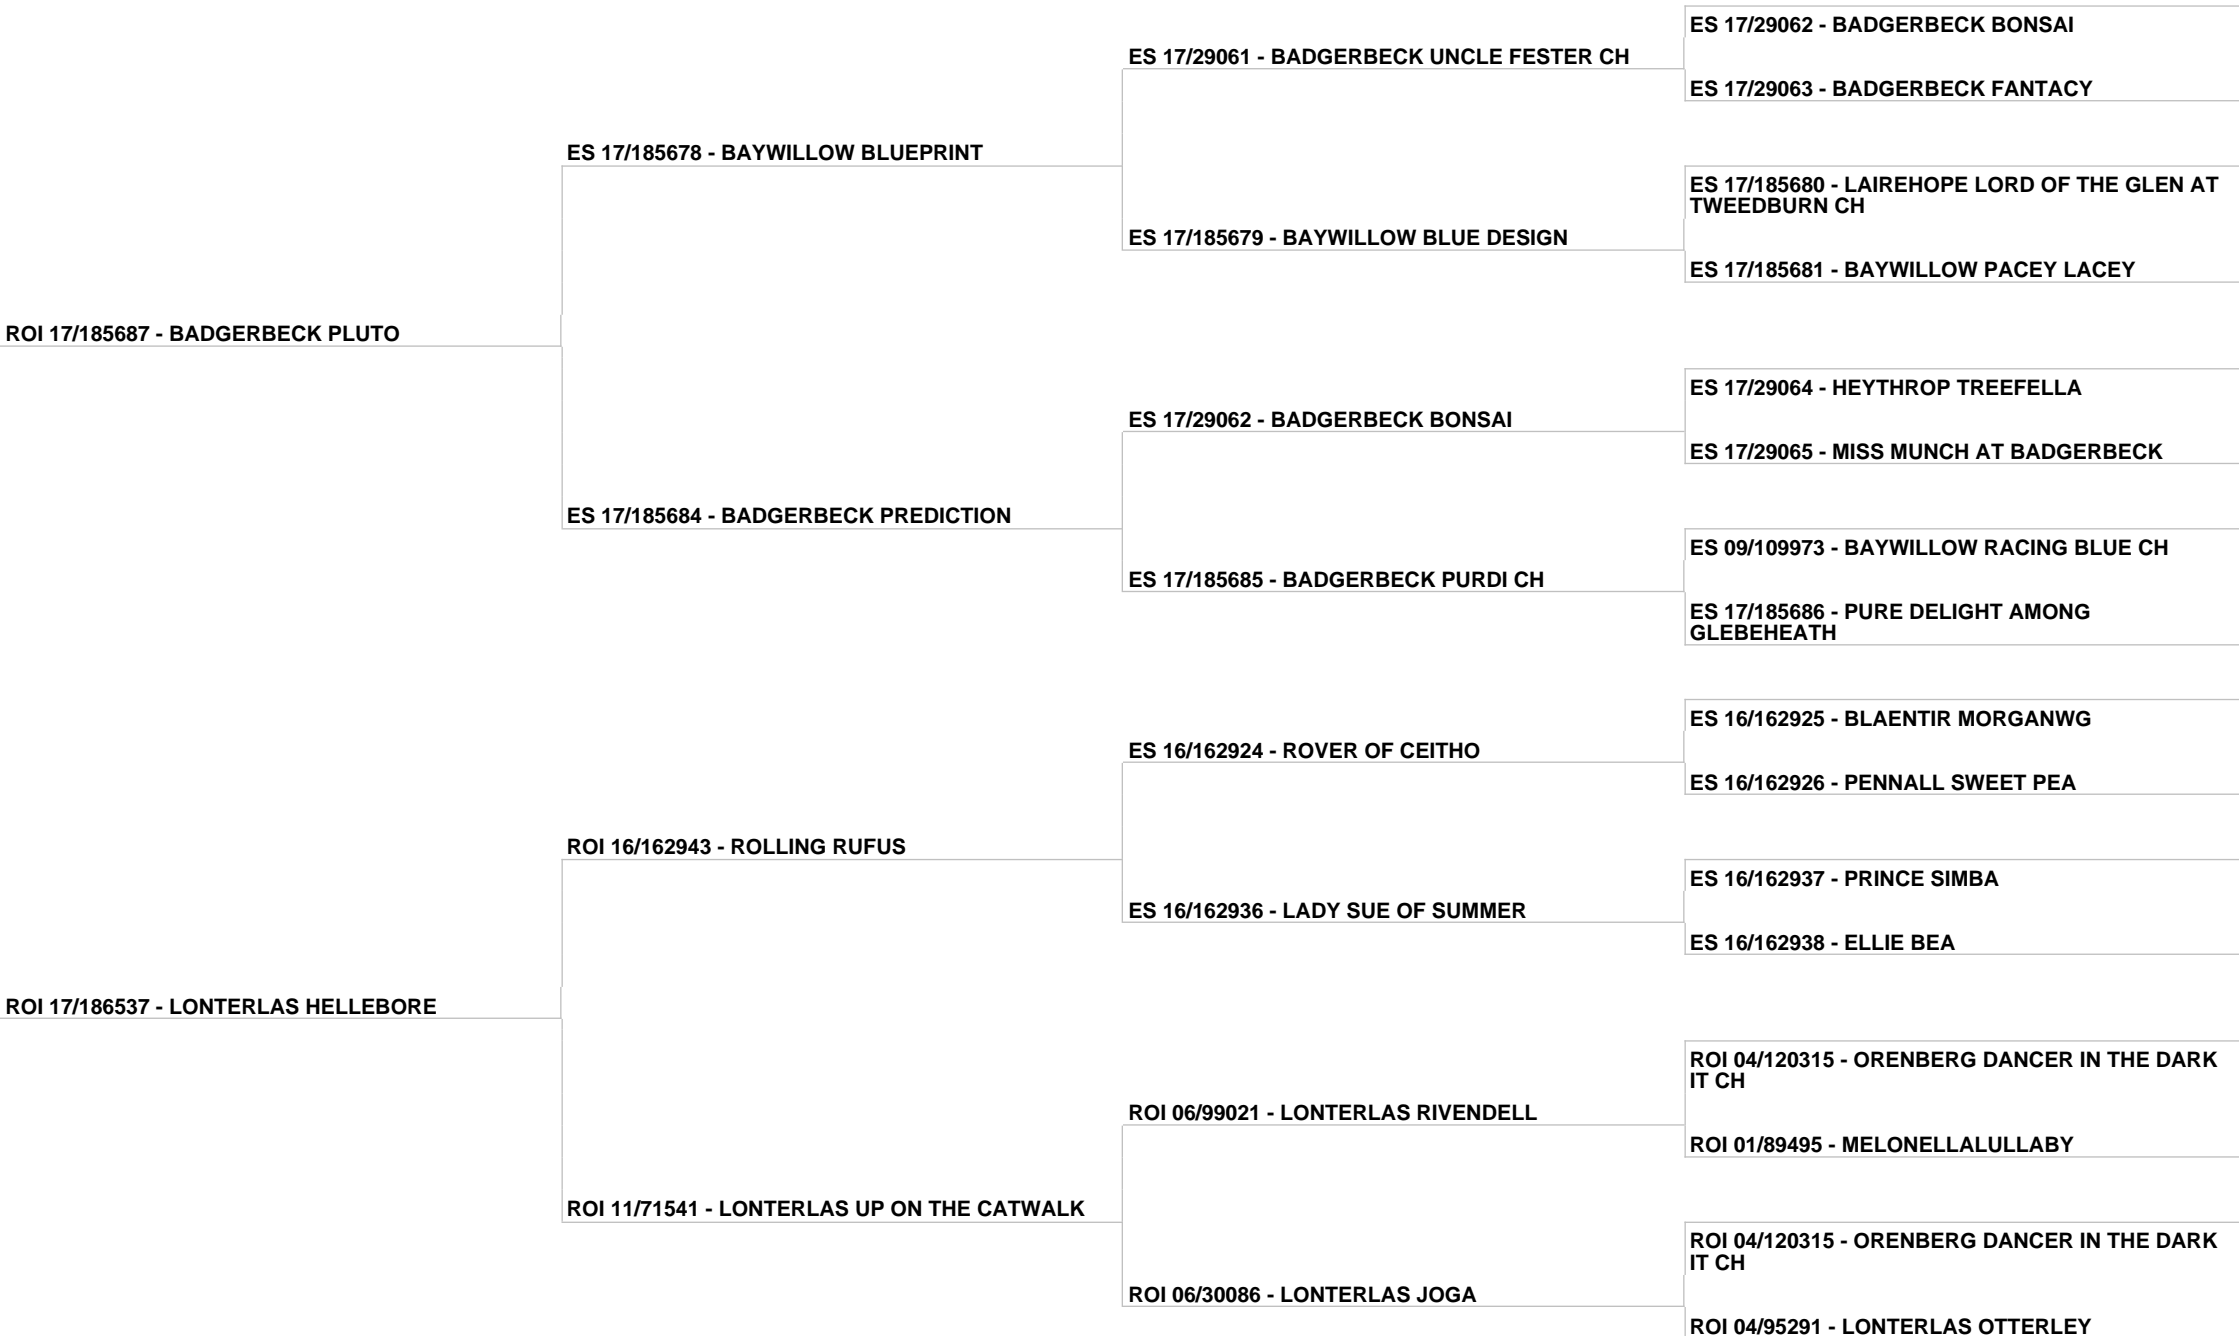 ES 17/29062 - BADGERBECK BONSAI
ES 17/29061 - BADGERBECK UNCLE FESTER CH
ES 17/29063 - BADGERBECK FANTACY
ES 17/185678 - BAYWILLOW BLUEPRINT
ES 17/185680 - LAIREHOPE LORD OF THE GLEN AT
TWEEDBURN CH
ES 17/185679 - BAYWILLOW BLUE DESIGN
ES 17/185681 - BAYWILLOW PACEY LACEY
ROI 17/185687 - BADGERBECK PLUTO
ES 17/29064 - HEYTHROP TREEFELLA
ES 17/29062 - BADGERBECK BONSAI
ES 17/29065 - MISS MUNCH AT BADGERBECK
ES 17/185684 - BADGERBECK PREDICTION
ES 09/109973 - BAYWILLOW RACING BLUE CH
ES 17/185685 - BADGERBECK PURDI CH
ES 17/185686 - PURE DELIGHT AMONG
GLEBEHEATH
ES 16/162925 - BLAENTIR MORGANWG
ES 16/162924 - ROVER OF CEITHO
ES 16/162926 - PENNALL SWEET PEA
ROI 16/162943 - ROLLING RUFUS
ES 16/162937 - PRINCE SIMBA
ES 16/162936 - LADY SUE OF SUMMER
ES 16/162938 - ELLIE BEA
ROI 17/186537 - LONTERLAS HELLEBORE
ROI 04/120315 - ORENBERG DANCER IN THE DARK
IT CH
ROI 06/99021 - LONTERLAS RIVENDELL
ROI 01/89495 - MELONELLALULLABY
ROI 11/71541 - LONTERLAS UP ON THE CATWALK
ROI 04/120315 - ORENBERG DANCER IN THE DARK
IT CH
ROI 06/30086 - LONTERLAS JOGA
ROI 04/95291 - LONTERLAS OTTERLEY